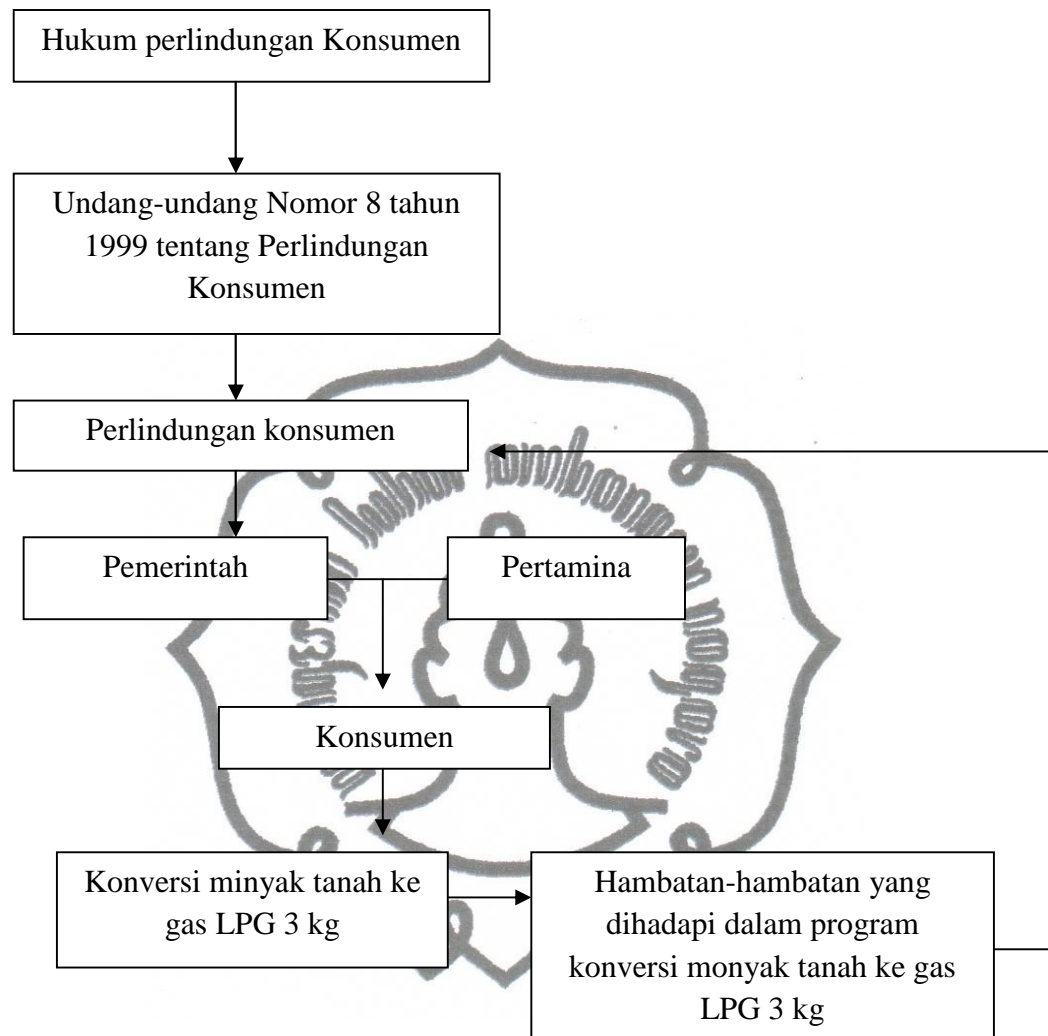 Hukum perlindungan Konsumen
Undang-undang Nomor 8 tahun
1999 tentang Perlindungan
Konsumen
Perlindungan konsumen
Pemerintah
Pertamina
Konsumen
Konversi minyak tanah ke
gas LPG 3 kg
Hambatan-hambatan yang
dihadapi dalam program
konversi monyak tanah ke gas
LPG 3 kg